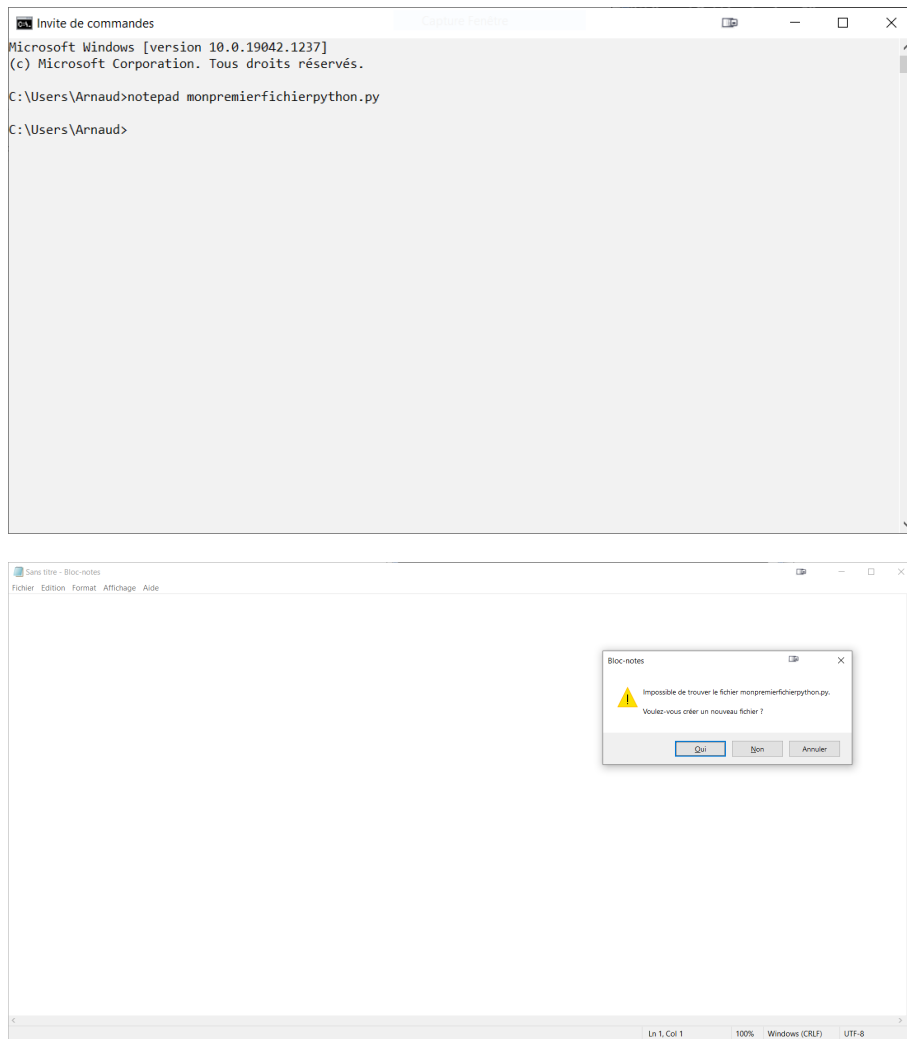 Invite de commandes
Microsoft Windows [version 10.0.19042.1237]
(c) Microsoft Corporation. Tous droits réservés.
C:\Users\Arnaud>notepad monpremierfichierpython.py
C:\Users\Arnaud>
Sans titre - Bloc-notes
Fichier Edition Format Affichage Aide
Bloc-notes
Impossible de trouver le fichier monpremierfichierpython.py.
Voulez-vous créer un nouveau fichier ?
Oui Non Annuler
Ln 1, Col 1 100% Windows (CRLF) UTF-8